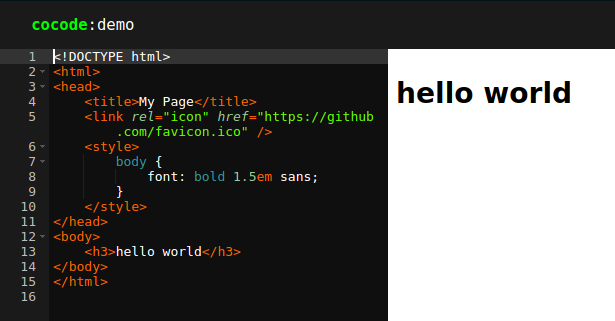 cocode:demo
1 <!DOCTYPE html>
2 <html>
3 <head>
4     <title>My Page</title>
5     <link rel="icon" href="https://github
.com/favicon.ico" />
6     <style>
7         body {
8             font: bold 1.5em sans;
9         }
10     </style>
11 </head>
12 <body>
13     <h3>hello world</h3>
14 </body>
15 </html>
16
hello world